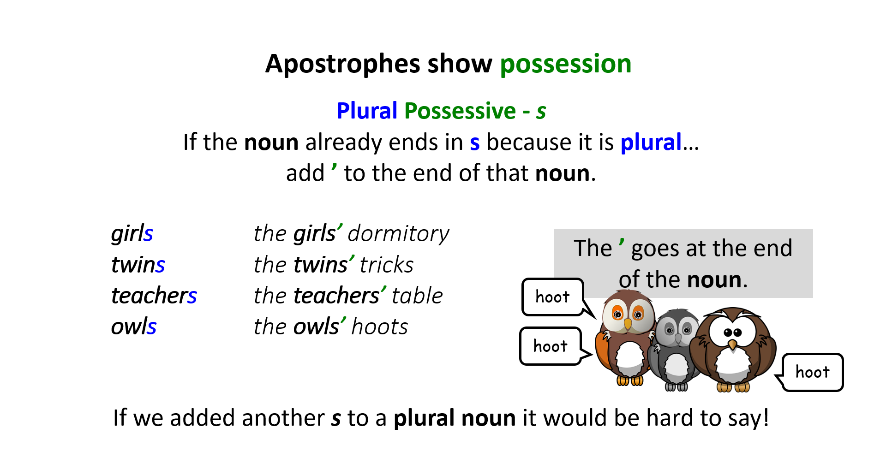 Apostrophes show possession
Plural Possessive - s
If the noun already ends in s because it is plural…
add ’ to the end of that noun.
girls the girls’ dormitory
twins the twins’ tricks
teachers the teachers’ table
owls the owls’ hoots
The ’ goes at the end
of the noun.
hoot
hoot
hoot
If we added another s to a plural noun it would be hard to say!